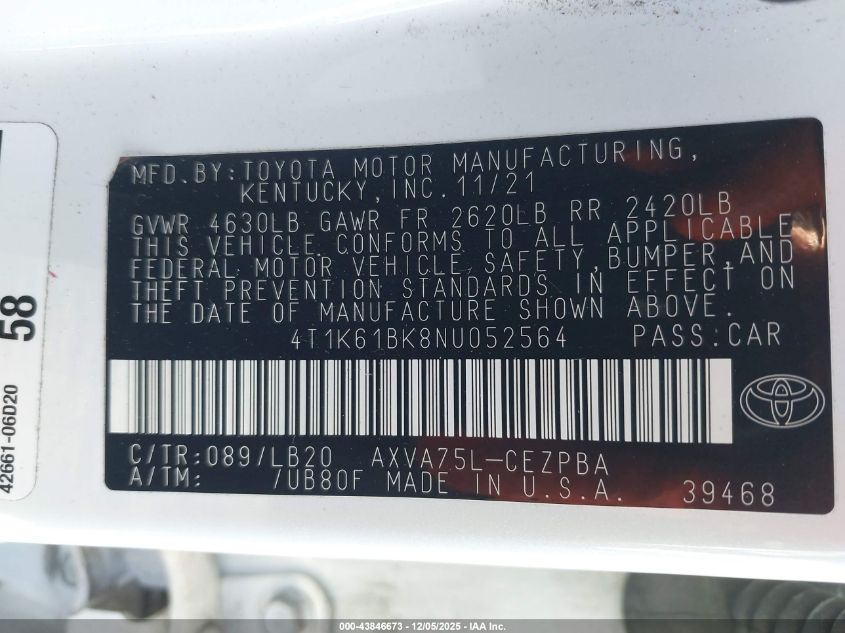 MFD.BY:TOYOTA MOTOR MANUFACTURING,
KENTUCKY,INC.11/21
GVWR 4630LB GAWR FR 2620LB RR 2420LB
THIS VEHICLE CONFORMS TO ALL APPLICABLE
FEDERAL MOTOR VEHICLE SAFETY,BUMPER,AND
THEFT PREVENTION STANDARDS IN EFFECT ON
THE DATE OF MANUFACTURE SHOWN ABOVE.
4T1K61BK8NU052564 PASS:CAR
C/TR:089/LB20 AXVA75L-CEZPBA
A/TM: /UB80F MADE IN U.S.A. 39468
58
42661-06D20
000-43846673 • 12/05/2025 - IAA Inc.